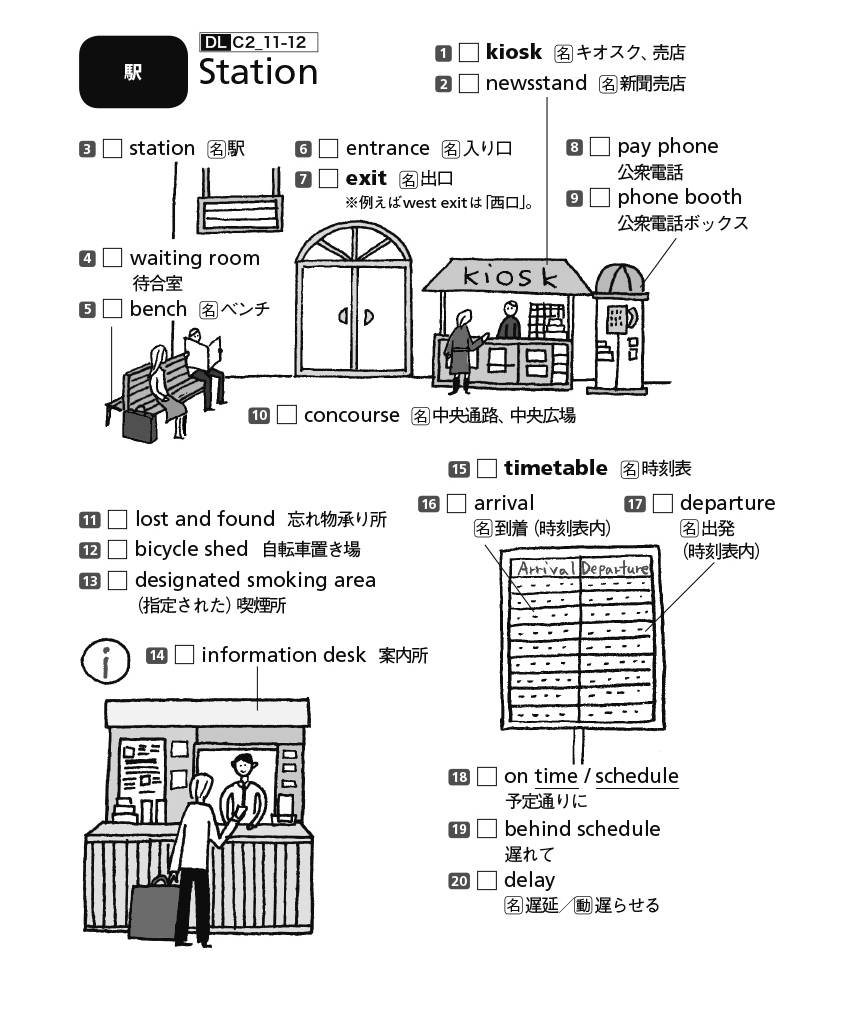 駅
DL C2_11-12
Station
1 kiosk 名 キオスク、売店
2 newsstand 名 新聞売店
3 station 名 駅
4 waiting room
待合室
5 bench 名 ベンチ
6 entrance 名 入り口
7 exit 名 出口
※例えばwest exitは「西口」。
8 pay phone
公衆電話
9 phone booth
公衆電話ボックス
kiosk
10 concourse 名 中央通路、中央広場
11 lost and found 忘れ物承り所
12 bicycle shed 自転車置き場
13 designated smoking area
（指定された）喫煙所
i
14 information desk 案内所
15 timetable 名 時刻表
16 arrival
名 到着（時刻表内）
17 departure
名 出発
（時刻表内）
Arrival Departure
18 on time / schedule
予定通りに
19 behind schedule
遅れて
20 delay
名 遅延／動 遅らせる